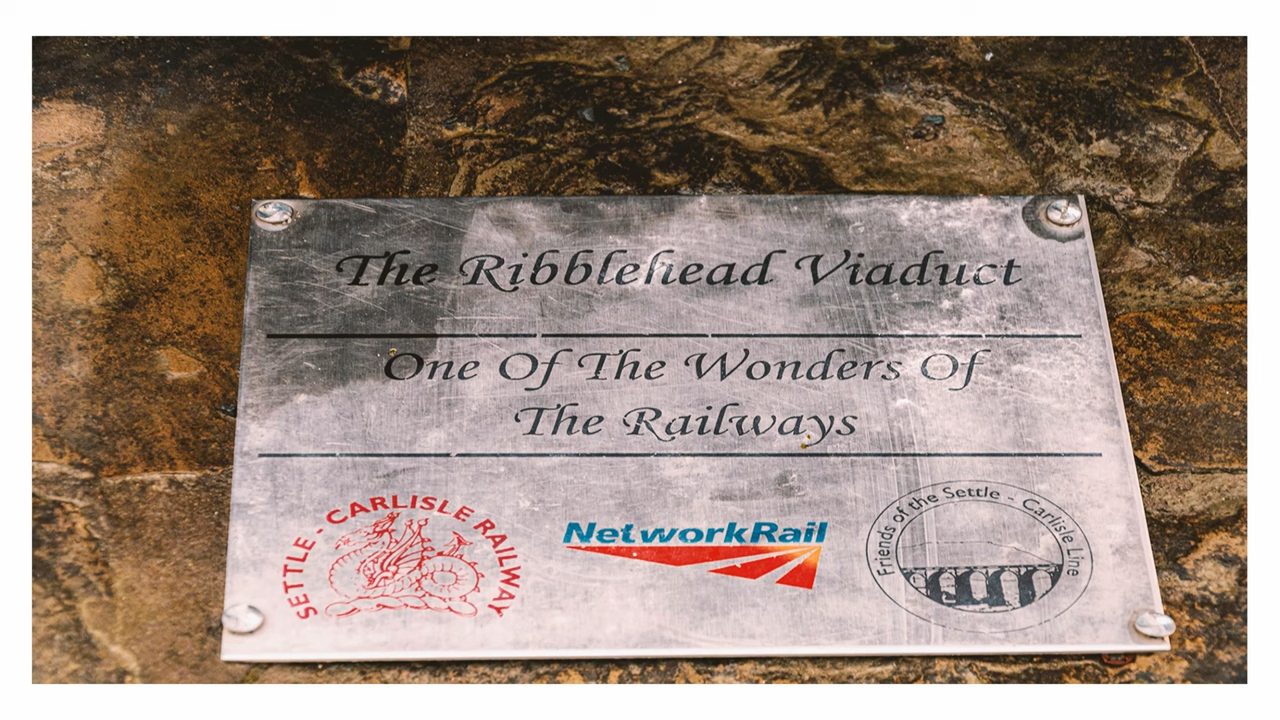 The Ribblehead Viaduct
One Of The Wonders Of
The Railways
SETTLE - CARLISLE RAILWAY
NetworkRail
Friends of the Settle - Carlisle Line